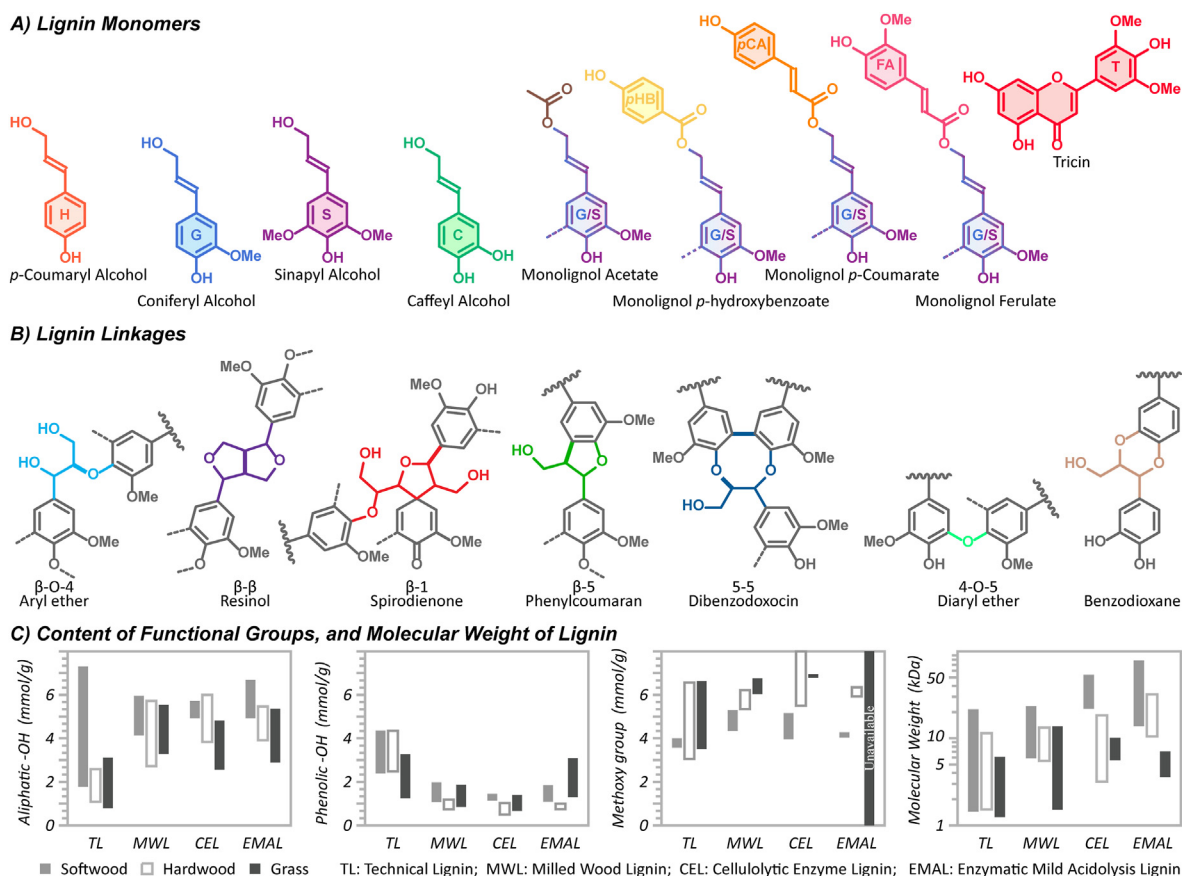 A) Lignin Monomers
HO
H
OH
p-Coumaryl Alcohol
HO
G
OMe
OH
Coniferyl Alcohol
HO
S
MeO
OMe
OH
Sinapyl Alcohol
HO
C
OH
OH
Caffeyl Alcohol
O
O
G/S
OMe
OH
Monolignol Acetate
HO
pHB
O
O
G/S
OMe
OH
Monolignol p-hydroxybenzoate
HO
pCA
O
O
G/S
OMe
OH
Monolignol p-Coumarate
OMe
HO
FA
O
O
G/S
OMe
OH
Monolignol Ferulate
OMe
OH
T
OMe
HO
O
OH
O
Tricin
B) Lignin Linkages
HO
HO
O
OMe
OMe
O
β-O-4
Aryl ether
O
MeO
O
O
OMe
O
β-β
Resinol
OH
MeO
OH
O
OH
O
OMe
OMe
O
β-1
Spirodienone
OMe
HO
O
OMe
O
β-5
Phenylcoumaran
OMe
OMe
O
O
HO
OMe
OH
5-5
Dibenzodoxocin
MeO
OH
O
OMe
4-O-5
Diaryl ether
O
O
HO
HO
OH
Benzodioxane
C) Content of Functional Groups, and Molecular Weight of Lignin
Aliphatic -OH (mmol/g)
6
4
2
0
TL MWL CEL EMAL
Phenolic -OH (mmol/g)
6
4
2
0
TL MWL CEL EMAL
Methoxy group (mmol/g)
6
4
2
0
Unavailable
TL MWL CEL EMAL
Molecular Weight (kDa)
50
10
5
1
TL MWL CEL EMAL
Softwood Hardwood Grass TL: Technical Lignin; MWL: Milled Wood Lignin; CEL: Cellulolytic Enzyme Lignin; EMAL: Enzymatic Mild Acidolysis Lignin